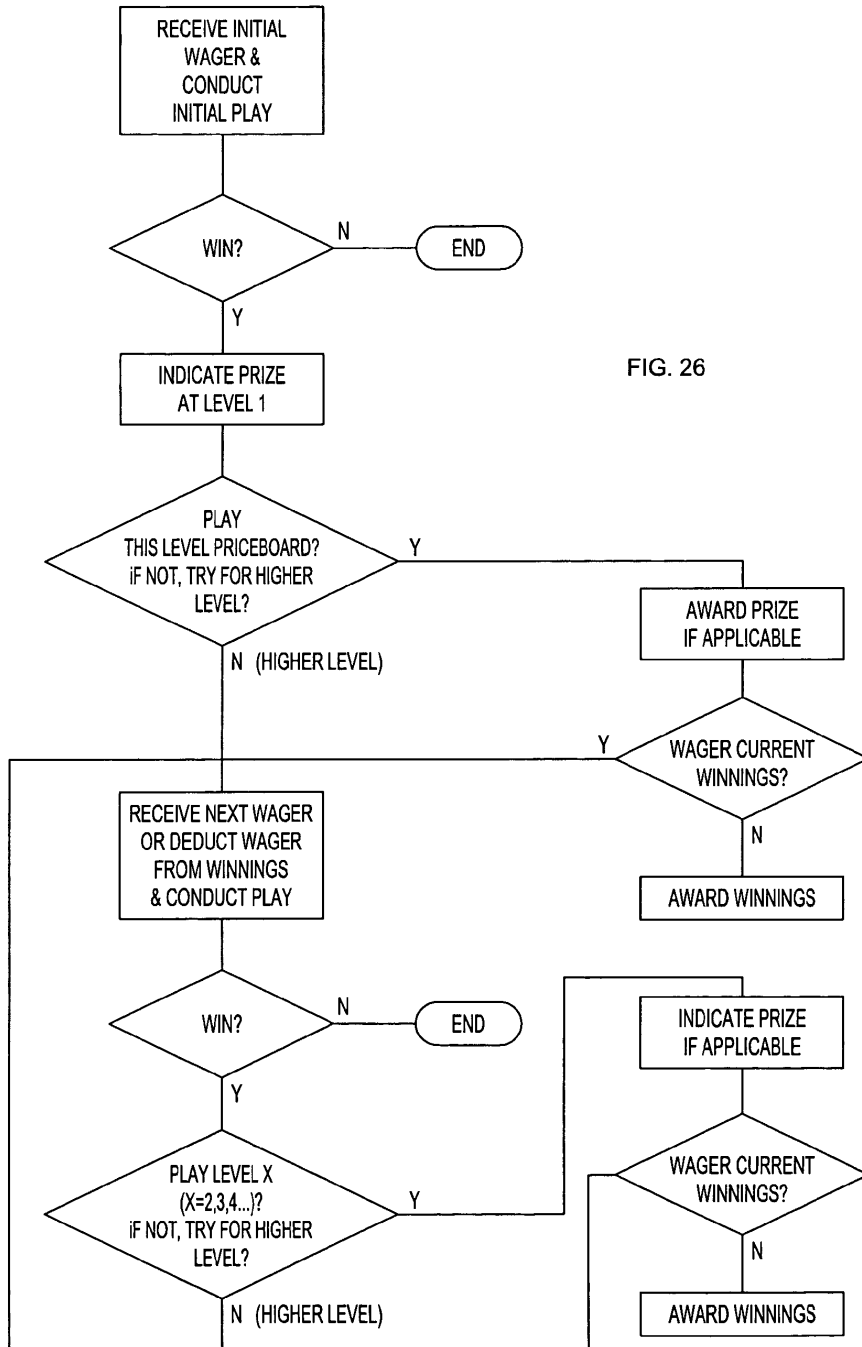 RECEIVE INITIAL
WAGER &
CONDUCT
INITIAL PLAY
WIN?
N
END
Y
INDICATE PRIZE
AT LEVEL 1
FIG. 26
PLAY
THIS LEVEL PRICEBOARD?
iF NOT, TRY FOR HIGHER
LEVEL?
Y
N (HIGHER LEVEL)
AWARD PRIZE
IF APPLICABLE
Y
WAGER CURRENT
WINNINGS?
N
AWARD WINNINGS
RECEIVE NEXT WAGER
OR DEDUCT WAGER
FROM WINNINGS
& CONDUCT PLAY
WIN?
N
END
Y
PLAY LEVEL X
(X=2,3,4...)?
iF NOT, TRY FOR HIGHER
LEVEL?
Y
N (HIGHER LEVEL)
INDICATE PRIZE
IF APPLICABLE
WAGER CURRENT
WINNINGS?
N
AWARD WINNINGS